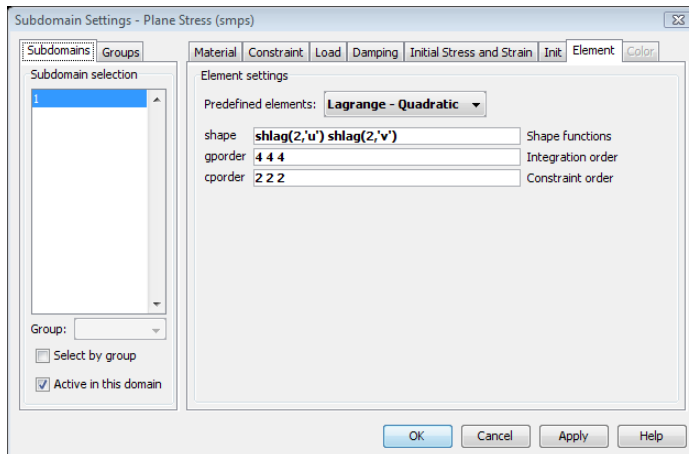 Subdomain Settings - Plane Stress (smps)
Subdomains Groups
Material Constraint Load Damping Initial Stress and Strain Init Element Color
Subdomain selection
1
Group:
Select by group
Active in this domain
Element settings
Predefined elements: Lagrange - Quadratic
shape shlag(2,'u') shlag(2,'v') Shape functions
gporder 4 4 4 Integration order
cporder 2 2 2 Constraint order
OK Cancel Apply Help